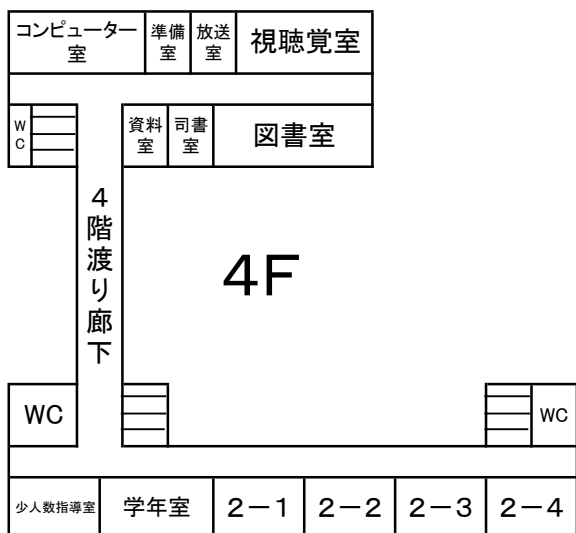 コンピューター
室
準備
室
放送
室
視聴覚室
W
C
資料
室
司書
室
図書室
4階渡り廊下
4F
WC
WC
少人数指導室
学年室
2－1
2－2
2－3
2－4